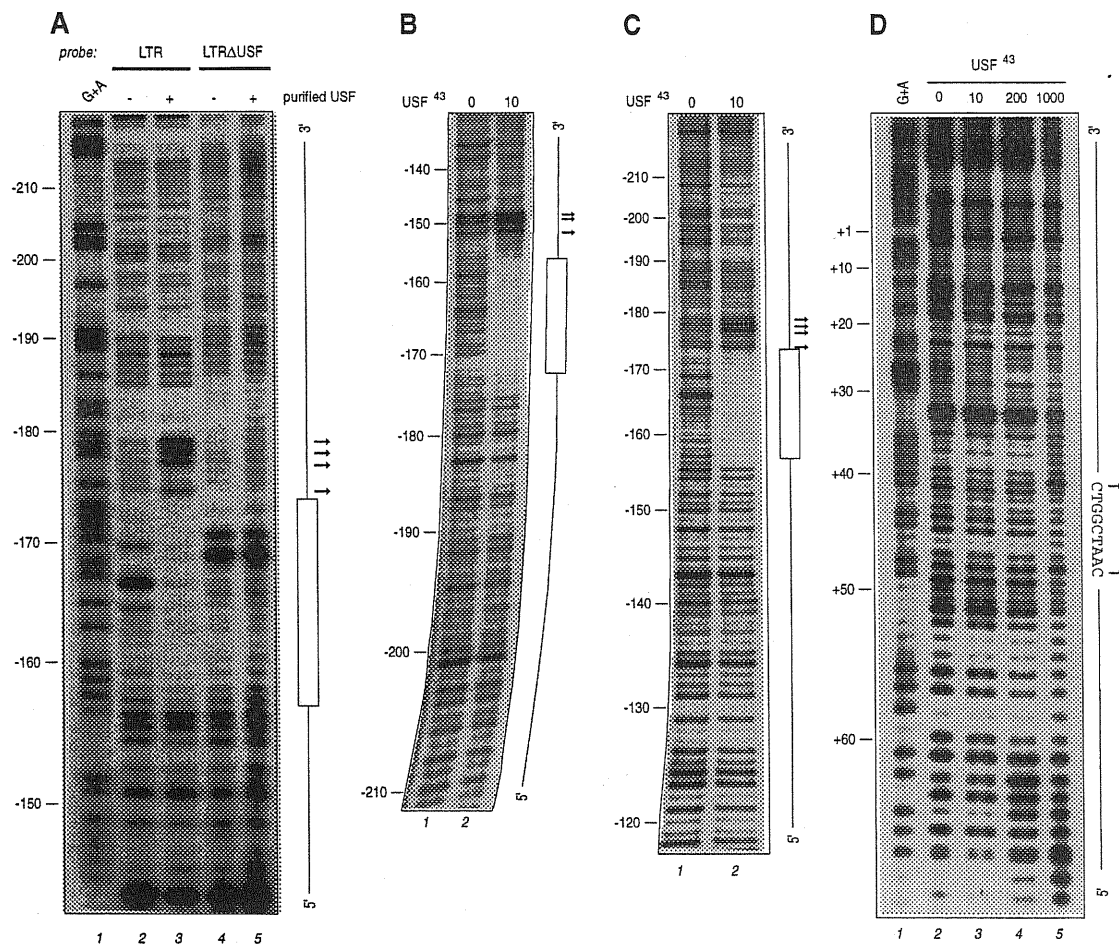 A
probe:
LTR
LTRΔUSF
G+A
-
+
-
+
purified USF
-210
-200
-190
-180
-170
-160
-150
3'
5'
1 2 3 4 5
B
USF 43
0 10
-140
-150
-160
-170
-180
-190
-200
-210
3'
5'
1 2
C
USF 43
0 10
-210
-200
-190
-180
-170
-160
-150
-140
-130
-120
3'
5'
1 2
D
USF 43
G+A
0 10 200 1000
+1
+10
+20
+30
+40
+50
+60
3'
CTGGCTAAC
5'
1 2 3 4 5